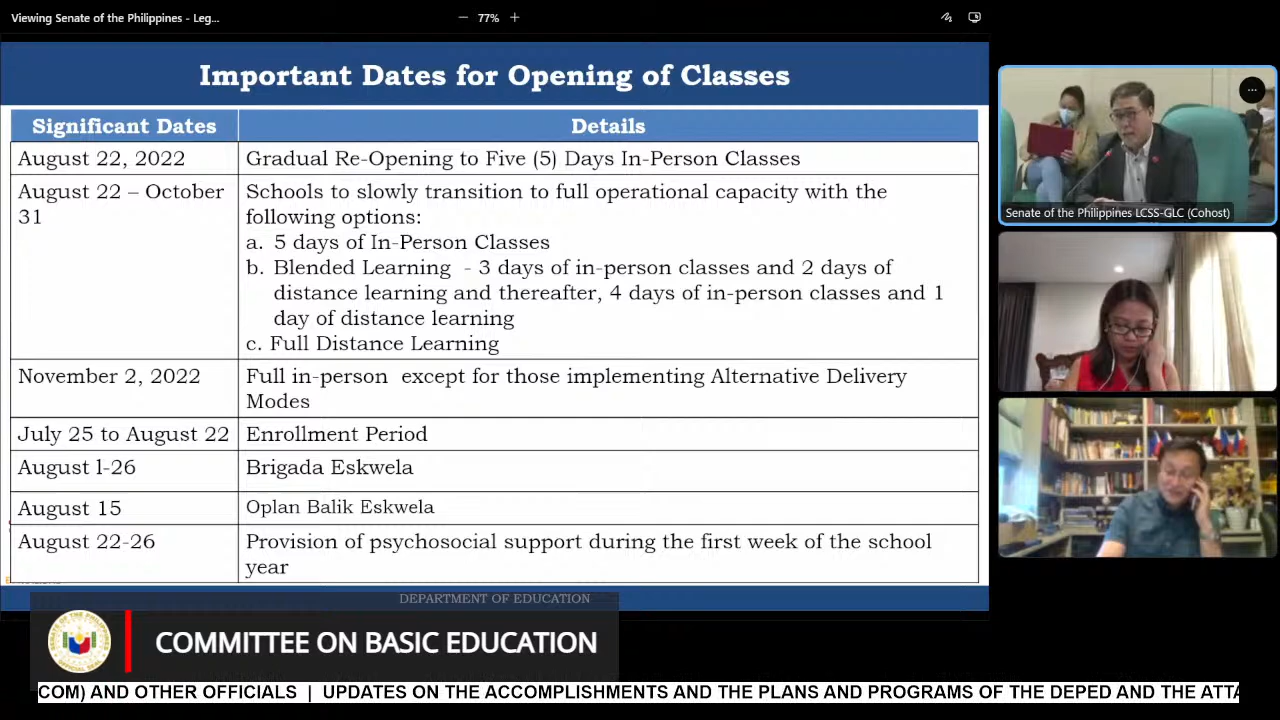 Viewing Senate of the Philippines - Leg...
77%
Important Dates for Opening of Classes
Significant Dates
Details
August 22, 2022
Gradual Re-Opening to Five (5) Days In-Person Classes
August 22 – October
31
Schools to slowly transition to full operational capacity with the
following options:
a. 5 days of In-Person Classes
b. Blended Learning - 3 days of in-person classes and 2 days of
distance learning and thereafter, 4 days of in-person classes and 1
day of distance learning
c. Full Distance Learning
November 2, 2022
Full in-person except for those implementing Alternative Delivery
Modes
July 25 to August 22
Enrollment Period
August l-26
Brigada Eskwela
August 15
Oplan Balik Eskwela
August 22-26
Provision of psychosocial support during the first week of the school
year
DEPARTMENT OF EDUCATION
Senate of the Philippines LCSS-GLC (Cohost)
COMMITTEE ON BASIC EDUCATION
COM) AND OTHER OFFICIALS | UPDATES ON THE ACCOMPLISHMENTS AND THE PLANS AND PROGRAMS OF THE DEPED AND THE ATTA